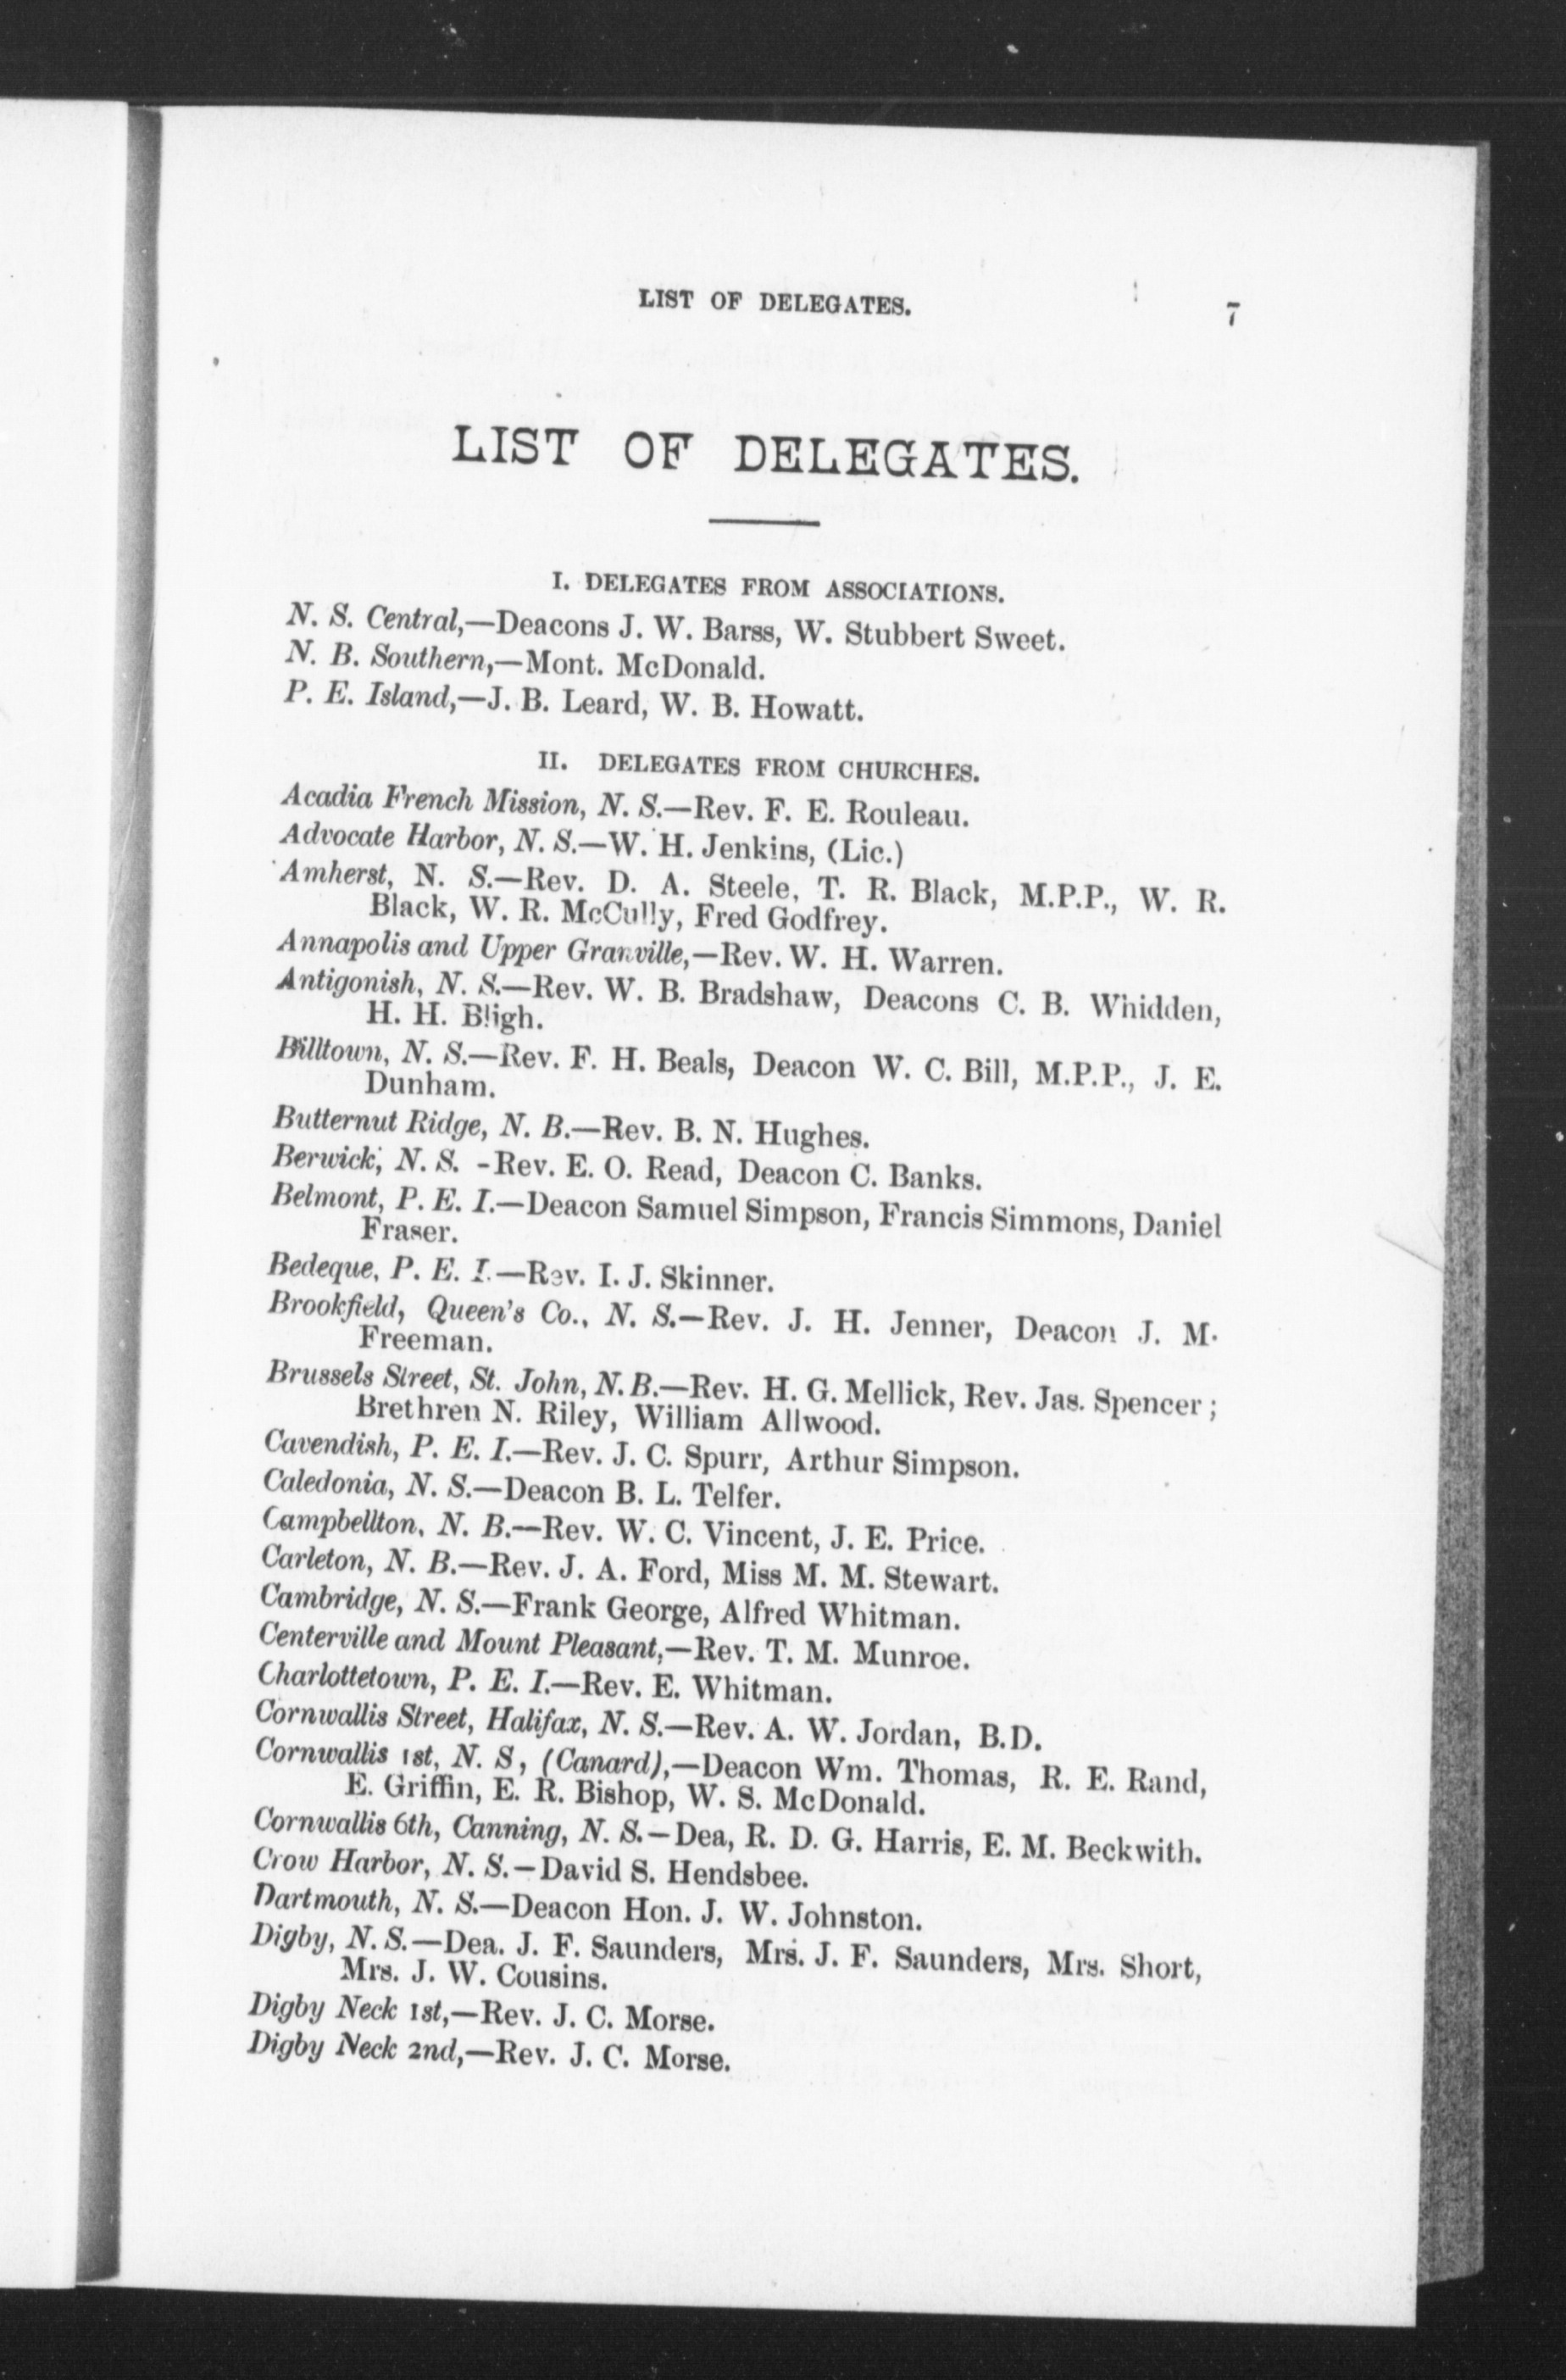 LIST OF DELEGATES. 7
LIST OF DELEGATES.
I. DELEGATES FROM ASSOCIATIONS.
N. S. Central,—Deacons J. W. Barss, W. Stubbert Sweet.
N. B. Southern,—Mont. McDonald.
P. E. Island,—J. B. Leard, W. B. Howatt.
II. DELEGATES FROM CHURCHES.
Acadia French Mission, N. S.—Rev. F. E. Rouleau.
Advocate Harbor, N. S.—W. H. Jenkins, (Lic.)
Amherst, N. S.—Rev. D. A. Steele, T. R. Black, M.P.P., W. R.
Black, W. R. McCully, Fred Godfrey.
Annapolis and Upper Granville,—Rev. W. H. Warren.
Antigonish, N. S.—Rev. W. B. Bradshaw, Deacons C. B. Whidden,
H. H. Bligh.
Billtown, N. S.—Rev. F. H. Beals, Deacon W. C. Bill, M.P.P., J. E.
Dunham.
Butternut Ridge, N. B.—Rev. B. N. Hughes.
Berwick, N. S. -Rev. E. O. Read, Deacon C. Banks.
Belmont, P. E. I.—Deacon Samuel Simpson, Francis Simmons, Daniel
Fraser.
Bedeque, P. E. I.—Rev. I. J. Skinner.
Brookfield, Queen's Co., N. S.—Rev. J. H. Jenner, Deacon J. M.
Freeman.
Brussels Street, St. John, N. B.—Rev. H. G. Mellick, Rev. Jas. Spencer ;
Brethren N. Riley, William Allwood.
Cavendish, P. E. I.—Rev. J. C. Spurr, Arthur Simpson.
Caledonia, N. S.—Deacon B. L. Telfer.
Campbellton, N. B.—Rev. W. C. Vincent, J. E. Price.
Carleton, N. B.—Rev. J. A. Ford, Miss M. M. Stewart.
Cambridge, N. S.—Frank George, Alfred Whitman.
Centerville and Mount Pleasant,—Rev. T. M. Munroe.
Charlottetown, P. E. I.—Rev. E. Whitman.
Cornwallis Street, Halifax, N. S.—Rev. A. W. Jordan, B.D.
Cornwallis 1st, N. S, (Canard),—Deacon Wm. Thomas, R. E. Rand,
E. Griffin, E. R. Bishop, W. S. McDonald.
Cornwallis 6th, Canning, N. S.—Dea, R. D. G. Harris, E. M. Beckwith.
Crow Harbor, N. S.—David S. Hendsbee.
Dartmouth, N. S.—Deacon Hon. J. W. Johnston.
Digby, N. S.—Dea. J. F. Saunders, Mrs. J. F. Saunders, Mrs. Short,
Mrs. J. W. Cousins.
Digby Neck 1st,—Rev. J. C. Morse.
Digby Neck 2nd,—Rev. J. C. Morse.